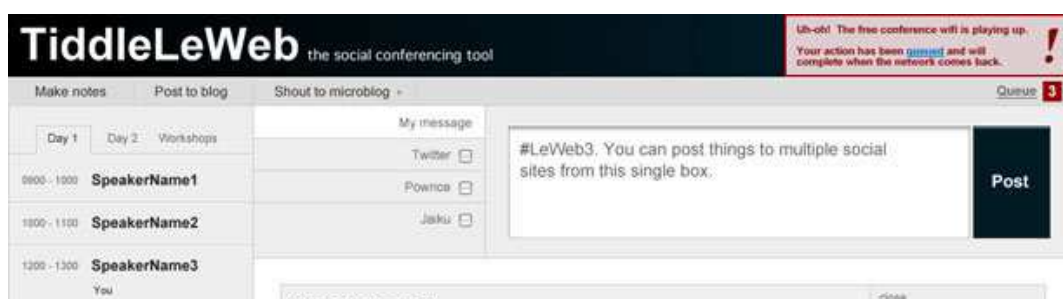 TiddleLeWeb the social conferencing tool
Uh-oh! The free conference wifi is playing up.
Your action has been queued and will
complete when the network comes back.
!
Make notes Post to blog Shout to microblog Queue 3
Day 1 Day 2 Workshops
0900 - 1000 SpeakerName1
1000 - 1100 SpeakerName2
1200 - 1300 SpeakerName3
You
My message
Twitter
Pownce
Jaiku
#LeWeb3. You can post things to multiple social
sites from this single box.
Post
close